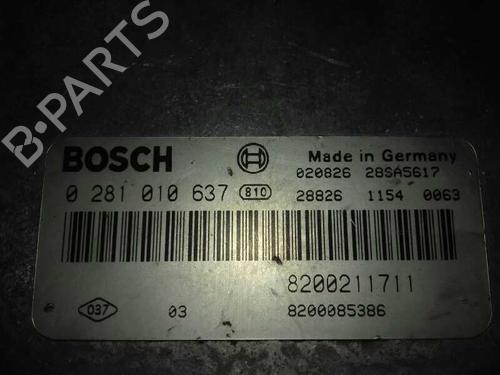 B-PARTS
BOSCH
Made in Germany
020826 28SA5617
0 281 010 637 810
28826 1154 0063
8200211711
037 03 8200085386